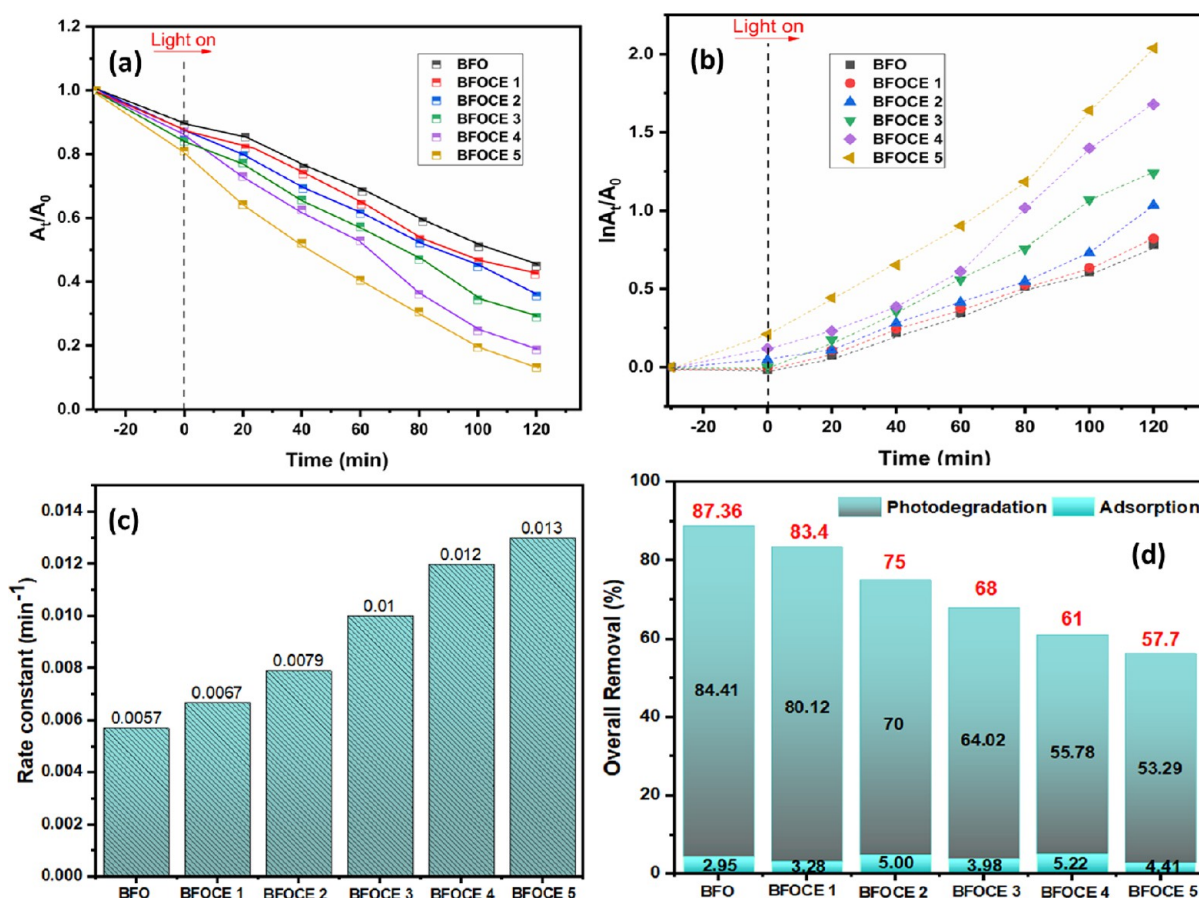 (a)
Light on
BFO
BFOCE 1
BFOCE 2
BFOCE 3
BFOCE 4
BFOCE 5
1.2
1.0
0.8
0.6
0.4
0.2
0.0
At/A0
-20 0 20 40 60 80 100 120
Time (min)
(b)
Light on
BFO
BFOCE 1
BFOCE 2
BFOCE 3
BFOCE 4
BFOCE 5
2.0
1.5
1.0
0.5
0.0
lnAt/A0
-20 0 20 40 60 80 100 120
Time (min)
(c)
0.014
0.012
0.010
0.008
0.006
0.004
0.002
0.000
Rate constant (min-1)
0.0057
0.0067
0.0079
0.01
0.012
0.013
BFO BFOCE 1 BFOCE 2 BFOCE 3 BFOCE 4 BFOCE 5
(d)
Photodegradation Adsorption
100
80
60
40
20
0
Overall Removal (%)
87.36 83.4 75 68 61 57.7
84.41 80.12 70 64.02 55.78 53.29
2.95 3.28 5.00 3.98 5.22 4.41
BFO BFOCE 1 BFOCE 2 BFOCE 3 BFOCE 4 BFOCE 5